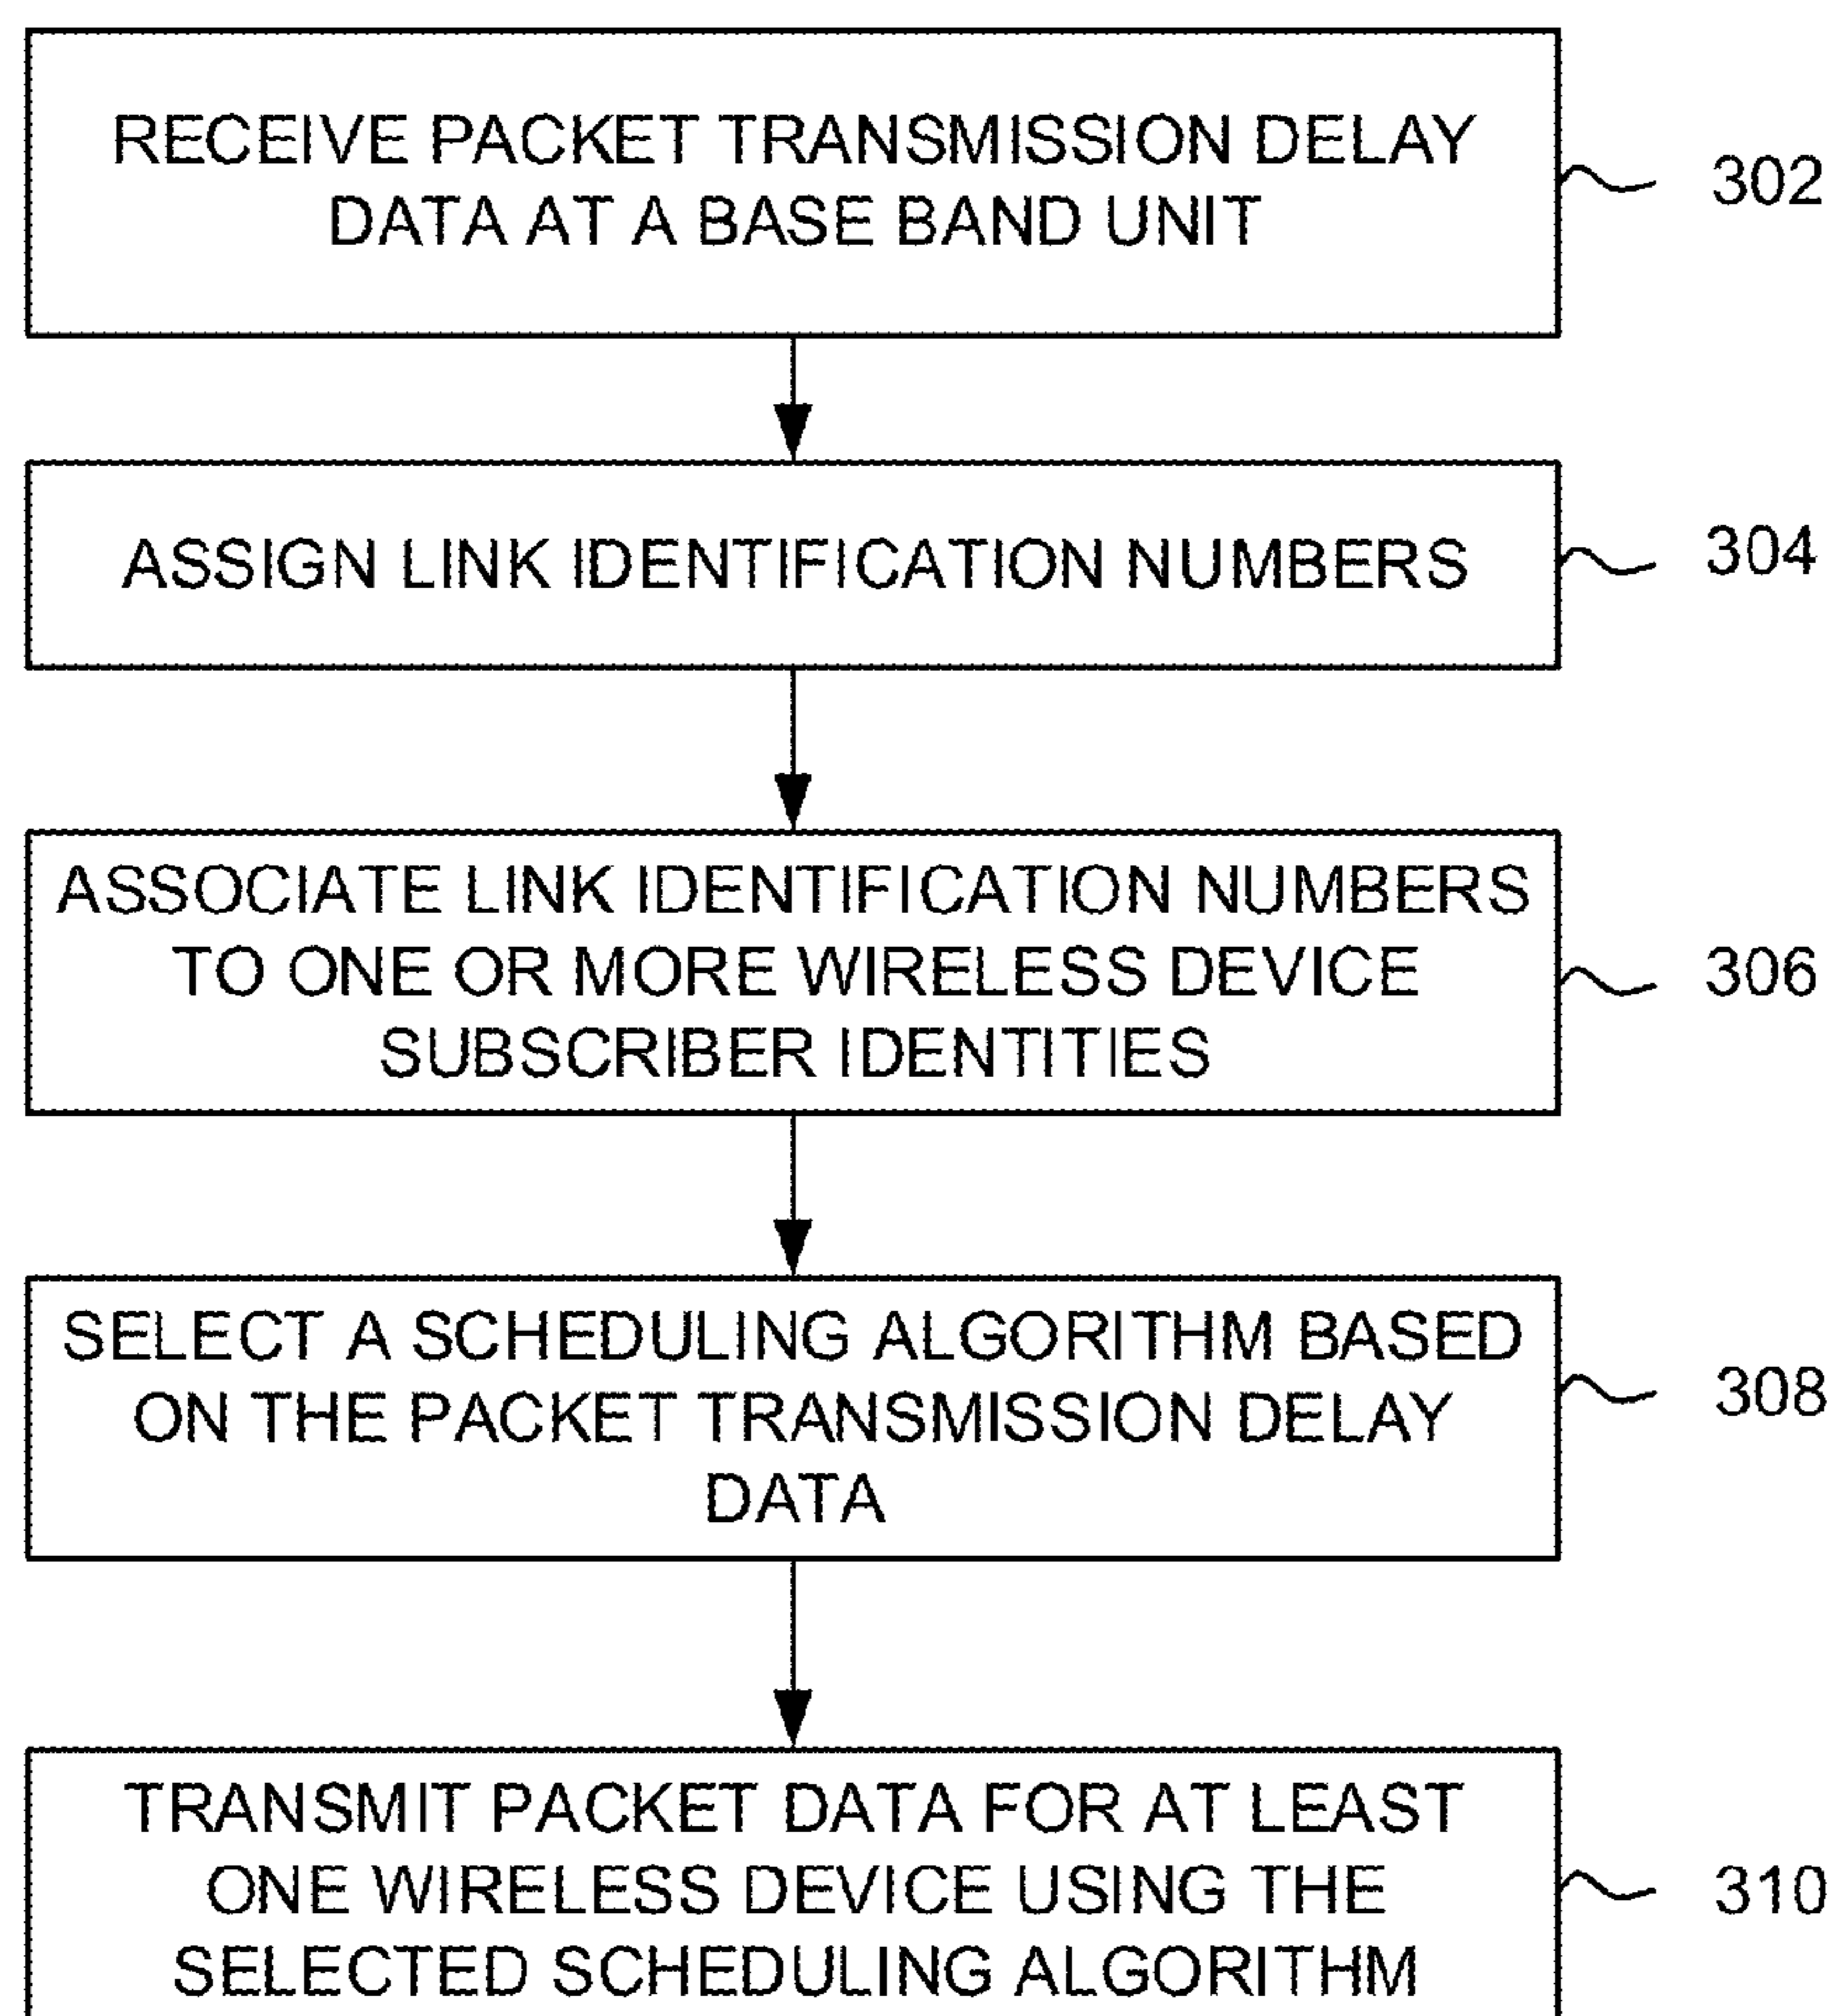 RECEIVE PACKET TRANSMISSION DELAY
DATA AT A BASE BAND UNIT
302
ASSIGN LINK IDENTIFICATION NUMBERS
304
ASSOCIATE LINK IDENTIFICATION NUMBERS
TO ONE OR MORE WIRELESS DEVICE
SUBSCRIBER IDENTITIES
306
SELECT A SCHEDULING ALGORITHM BASED
ON THE PACKET TRANSMISSION DELAY
DATA
308
TRANSMIT PACKET DATA FOR AT LEAST
ONE WIRELESS DEVICE USING THE
SELECTED SCHEDULING ALGORITHM
310